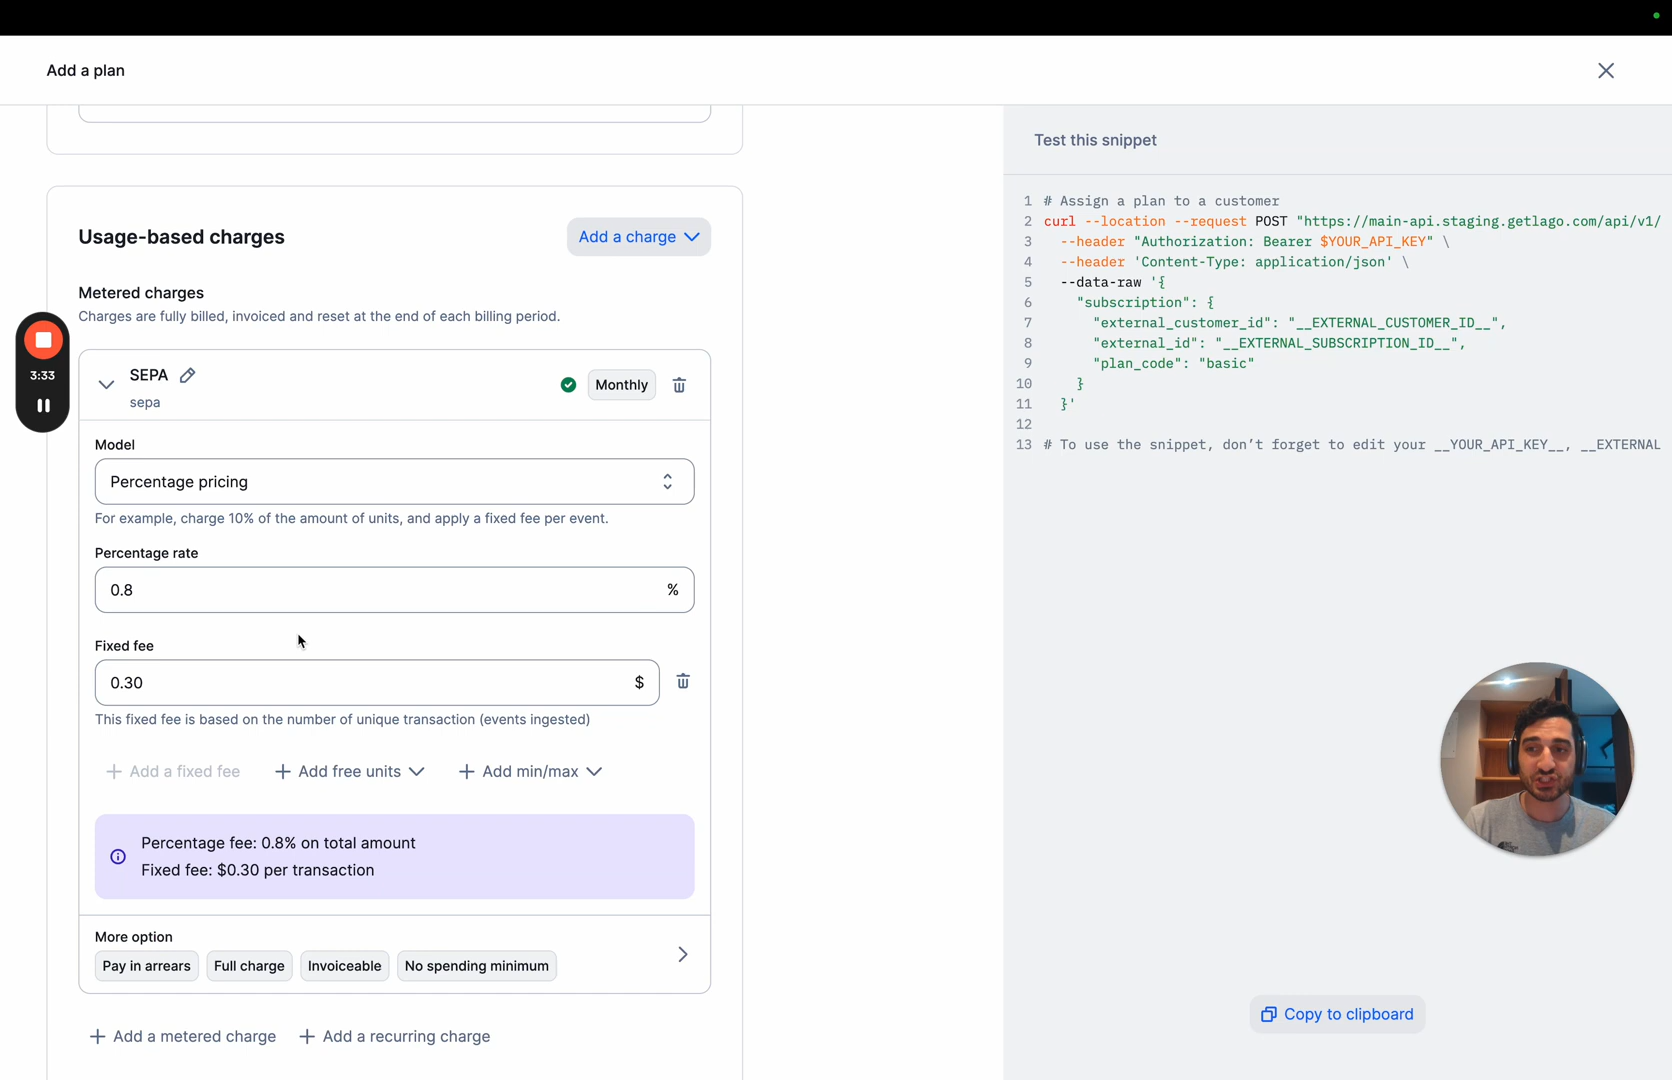 Add a plan
Usage-based charges
Add a charge
Metered charges
Charges are fully billed, invoiced and reset at the end of each billing period.
3:33
SEPA
sepa
Monthly
Model
Percentage pricing
For example, charge 10% of the amount of units, and apply a fixed fee per event.
Percentage rate
0.8
%
Fixed fee
0.30
$
This fixed fee is based on the number of unique transaction (events ingested)
Add a fixed fee
Add free units
Add min/max
Percentage fee: 0.8% on total amount
Fixed fee: $0.30 per transaction
More option
Pay in arrears
Full charge
Invoiceable
No spending minimum
Add a metered charge
Add a recurring charge
Test this snippet
1 # Assign a plan to a customer
2 curl --location --request POST "https://main-api.staging.getlago.com/api/v1/
3 --header "Authorization: Bearer $YOUR_API_KEY" \
4 --header 'Content-Type: application/json' \
5 --data-raw '{
6 "subscription": {
7 "external_customer_id": "__EXTERNAL_CUSTOMER_ID__",
8 "external_id": "__EXTERNAL_SUBSCRIPTION_ID__",
9 "plan_code": "basic"
10 }
11 }'
12
13 # To use the snippet, don’t forget to edit your __YOUR_API_KEY__, __EXTERNAL
Copy to clipboard